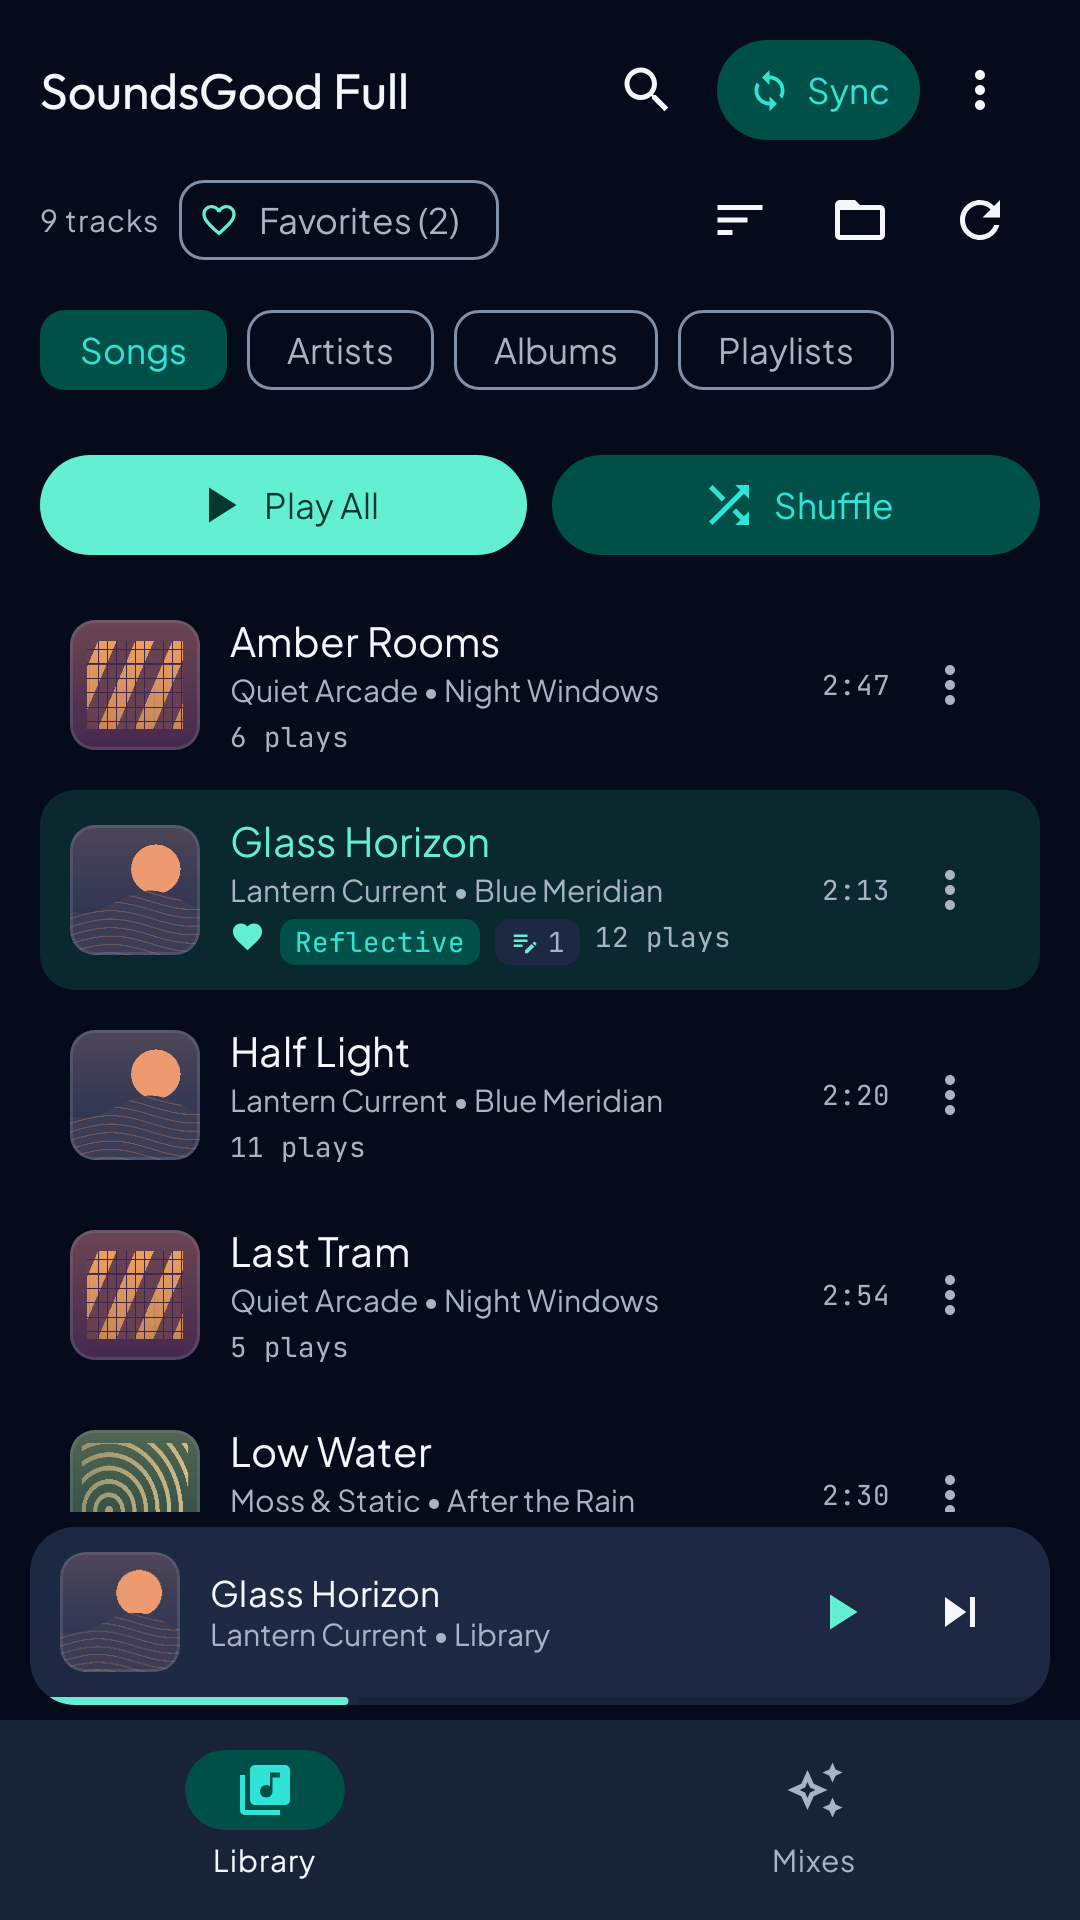 SoundsGood Full
Sync
9 tracks
Favorites (2)
Songs
Artists
Albums
Playlists
Play All
Shuffle
Amber Rooms
Quiet Arcade • Night Windows
2:47
6 plays
Glass Horizon
Lantern Current • Blue Meridian
2:13
Reflective
1
12 plays
Half Light
Lantern Current • Blue Meridian
2:20
11 plays
Last Tram
Quiet Arcade • Night Windows
2:54
5 plays
Low Water
Moss & Static • After the Rain
2:30
Glass Horizon
Lantern Current • Library
Library
Mixes